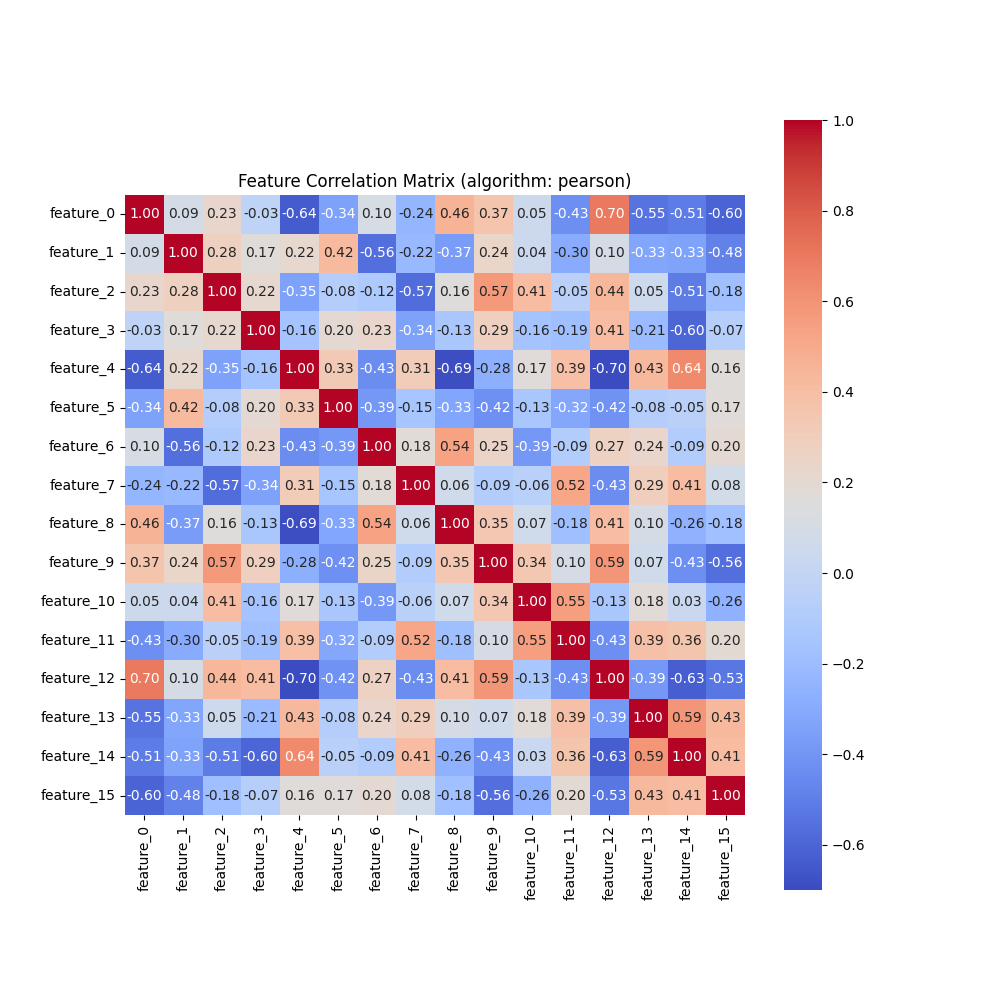 Feature Correlation Matrix (algorithm: pearson)
feature_0 1.00 0.09 0.23 -0.03 -0.64 -0.34 0.10 -0.24 0.46 0.37 0.05 -0.43 0.70 -0.55 -0.51 -0.60
feature_1 0.09 1.00 0.28 0.17 0.22 0.42 -0.56 -0.22 -0.37 0.24 0.04 -0.30 0.10 -0.33 -0.33 -0.48
feature_2 0.23 0.28 1.00 0.22 -0.35 -0.08 -0.12 -0.57 0.16 0.57 0.41 -0.05 0.44 0.05 -0.51 -0.18
feature_3 -0.03 0.17 0.22 1.00 -0.16 0.20 0.23 -0.34 -0.13 0.29 -0.16 -0.19 0.41 -0.21 -0.60 -0.07
feature_4 -0.64 0.22 -0.35 -0.16 1.00 0.33 -0.43 0.31 -0.69 -0.28 0.17 0.39 -0.70 0.43 0.64 0.16
feature_5 -0.34 0.42 -0.08 0.20 0.33 1.00 -0.39 -0.15 -0.33 -0.42 -0.13 -0.32 -0.42 -0.08 -0.05 0.17
feature_6 0.10 -0.56 -0.12 0.23 -0.43 -0.39 1.00 0.18 0.54 0.25 -0.39 -0.09 0.27 0.24 -0.09 0.20
feature_7 -0.24 -0.22 -0.57 -0.34 0.31 -0.15 0.18 1.00 0.06 -0.09 -0.06 0.52 -0.43 0.29 0.41 0.08
feature_8 0.46 -0.37 0.16 -0.13 -0.69 -0.33 0.54 0.06 1.00 0.35 0.07 -0.18 0.41 0.10 -0.26 -0.18
feature_9 0.37 0.24 0.57 0.29 -0.28 -0.42 0.25 -0.09 0.35 1.00 0.34 0.10 0.59 0.07 -0.43 -0.56
feature_10 0.05 0.04 0.41 -0.16 0.17 -0.13 -0.39 -0.06 0.07 0.34 1.00 0.55 -0.13 0.18 0.03 -0.26
feature_11 -0.43 -0.30 -0.05 -0.19 0.39 -0.32 -0.09 0.52 -0.18 0.10 0.55 1.00 -0.43 0.39 0.36 0.20
feature_12 0.70 0.10 0.44 0.41 -0.70 -0.42 0.27 -0.43 0.41 0.59 -0.13 -0.43 1.00 -0.39 -0.63 -0.53
feature_13 -0.55 -0.33 0.05 -0.21 0.43 -0.08 0.24 0.29 0.10 0.07 0.18 0.39 -0.39 1.00 0.59 0.43
feature_14 -0.51 -0.33 -0.51 -0.60 0.64 -0.05 -0.09 0.41 -0.26 -0.43 0.03 0.36 -0.63 0.59 1.00 0.41
feature_15 -0.60 -0.48 -0.18 -0.07 0.16 0.17 0.20 0.08 -0.18 -0.56 -0.26 0.20 -0.53 0.43 0.41 1.00
feature_0
feature_1
feature_2
feature_3
feature_4
feature_5
feature_6
feature_7
feature_8
feature_9
feature_10
feature_11
feature_12
feature_13
feature_14
feature_15
1.0
0.8
0.6
0.4
0.2
0.0
−0.2
−0.4
−0.6